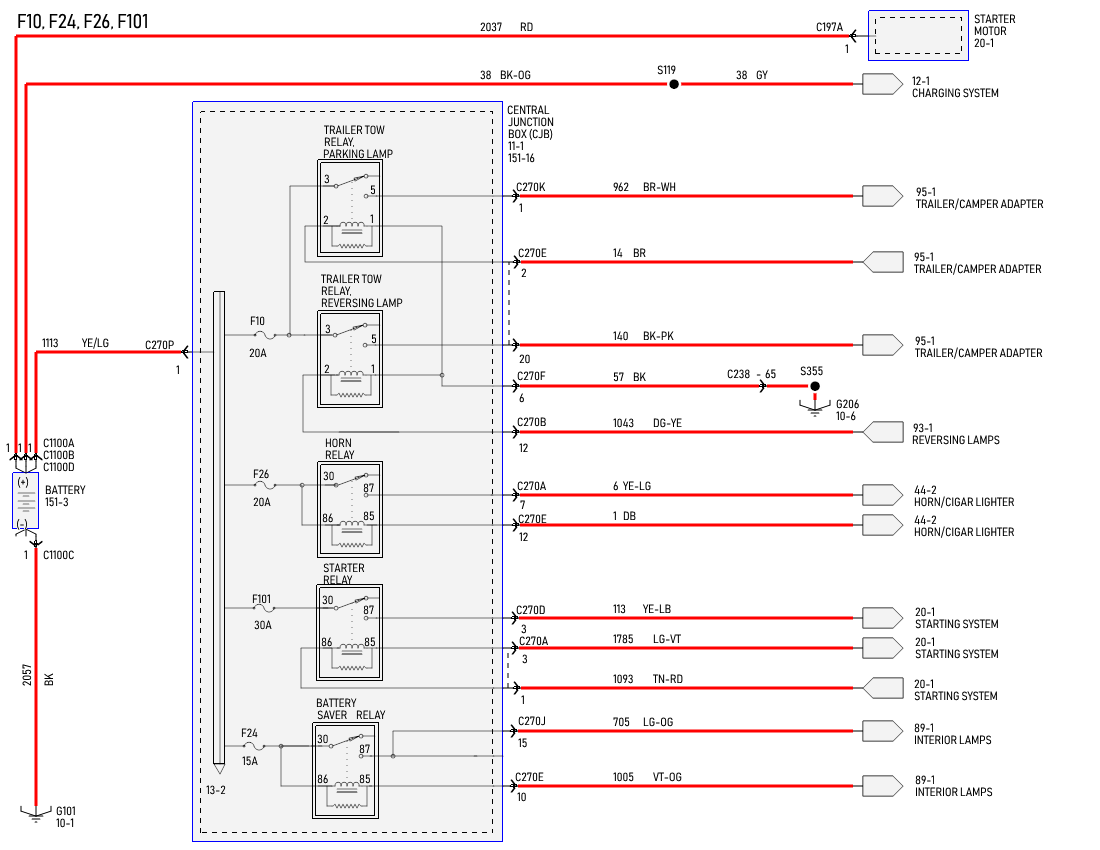 F10, F24, F26, F101
2037 RD
C197A
1
STARTER
MOTOR
20-1
38 BK-OG
S119
38 GY
12-1
CHARGING SYSTEM
CENTRAL
JUNCTION
BOX (CJB)
11-1
151-16
TRAILER TOW
RELAY,
PARKING LAMP
3
5
2
1
C270K
1
962 BR-WH
95-1
TRAILER/CAMPER ADAPTER
C270E
2
14 BR
95-1
TRAILER/CAMPER ADAPTER
TRAILER TOW
RELAY,
REVERSING LAMP
F10
20A
3
5
2
1
20
140 BK-PK
95-1
TRAILER/CAMPER ADAPTER
1113 YE/LG
C270P
1
C270F
6
57 BK
C238 - 65
S355
G206
10-6
C270B
12
1043 DG-YE
93-1
REVERSING LAMPS
1 1 1
C1100A
C1100B
C1100D
(+)
BATTERY
151-3
(-)
1
C1100C
HORN
RELAY
F26
20A
30
87
86
85
C270A
7
6 YE-LG
44-2
HORN/CIGAR LIGHTER
C270E
12
1 DB
44-2
HORN/CIGAR LIGHTER
STARTER
RELAY
F101
30A
30
87
86
85
C270D
3
113 YE-LB
20-1
STARTING SYSTEM
C270A
3
1785 LG-VT
20-1
STARTING SYSTEM
1
1093 TN-RD
20-1
STARTING SYSTEM
2057
BK
BATTERY
SAVER RELAY
F24
15A
30
87
86
85
C270J
15
705 LG-OG
89-1
INTERIOR LAMPS
C270E
10
1005 VT-OG
89-1
INTERIOR LAMPS
13-2
G101
10-1